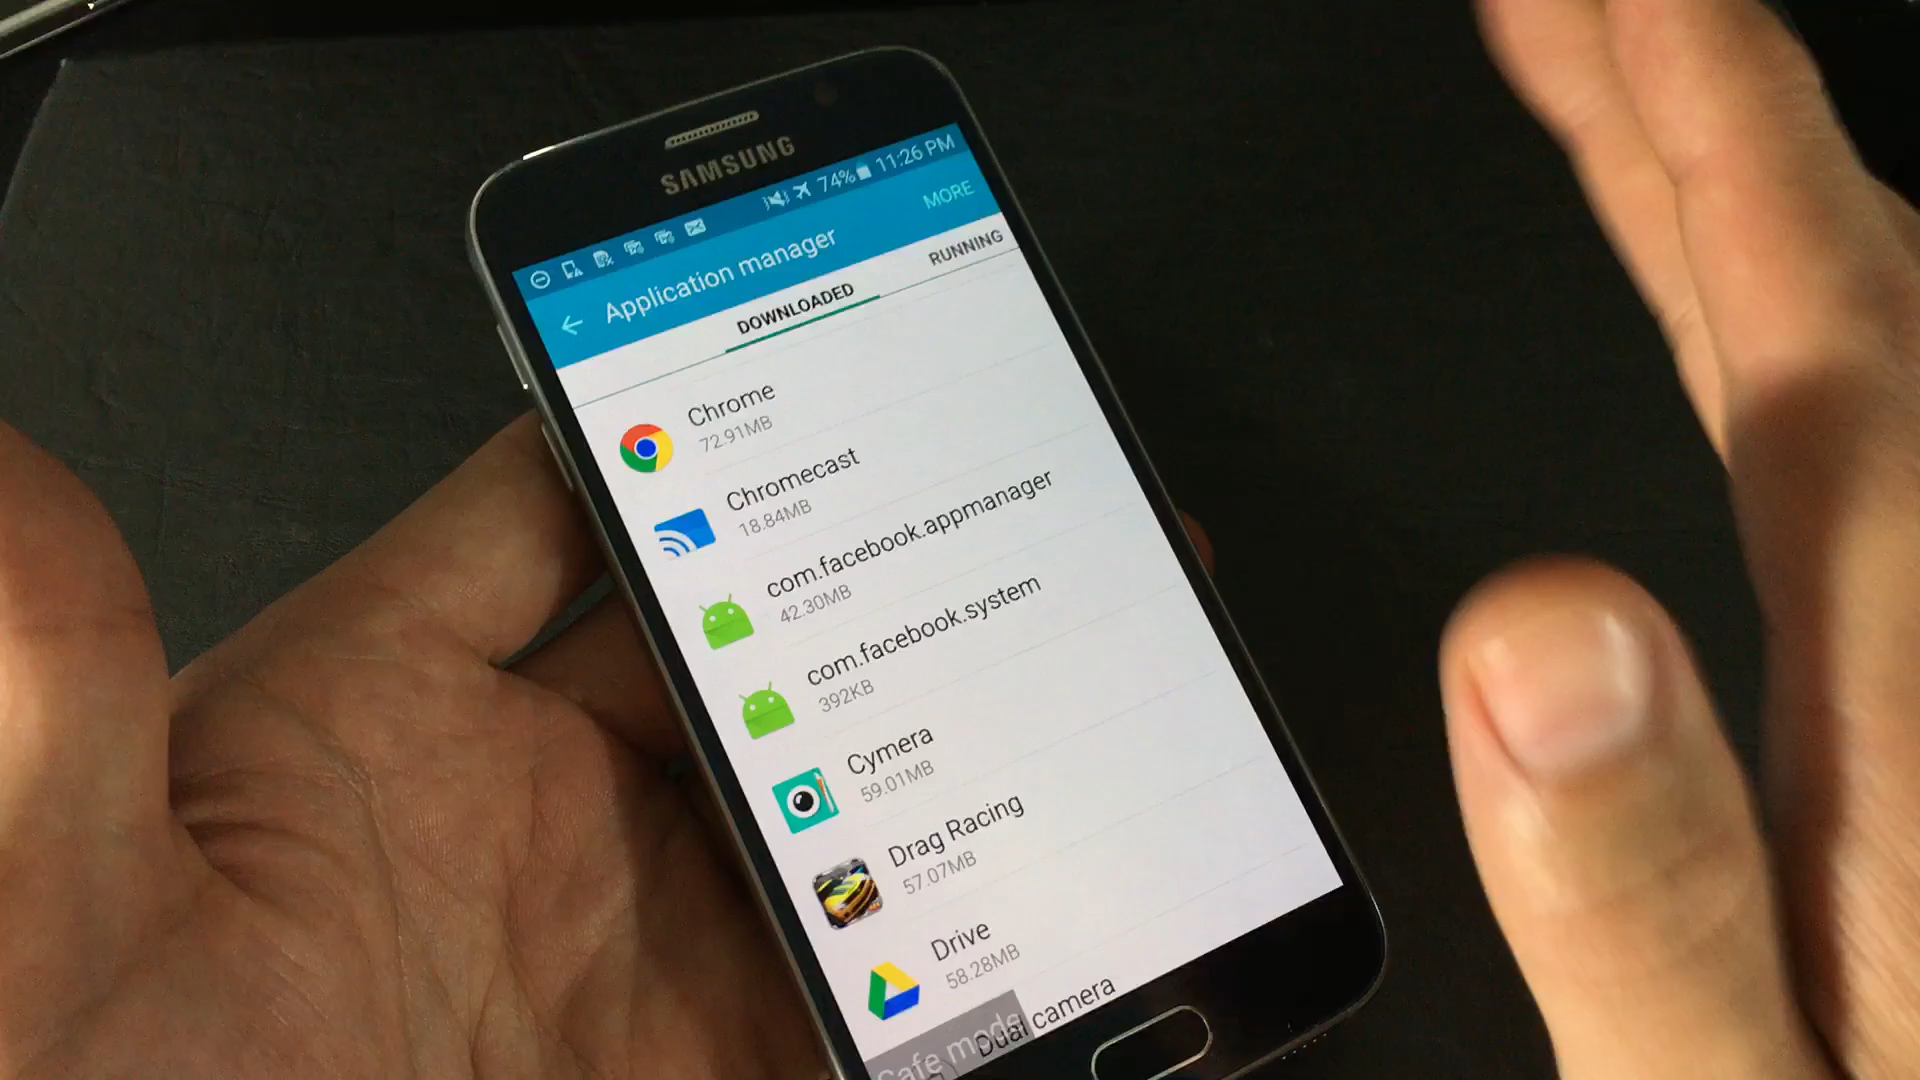 SAMSUNG
74% 11:26 PM
Application manager
MORE
DOWNLOADED
RUNNING
Chrome
72.91MB
Chromecast
18.84MB
com.facebook.appmanager
42.30MB
com.facebook.system
392KB
Cymera
59.01MB
Drag Racing
57.07MB
Drive
58.28MB
Dual camera
Safe mode